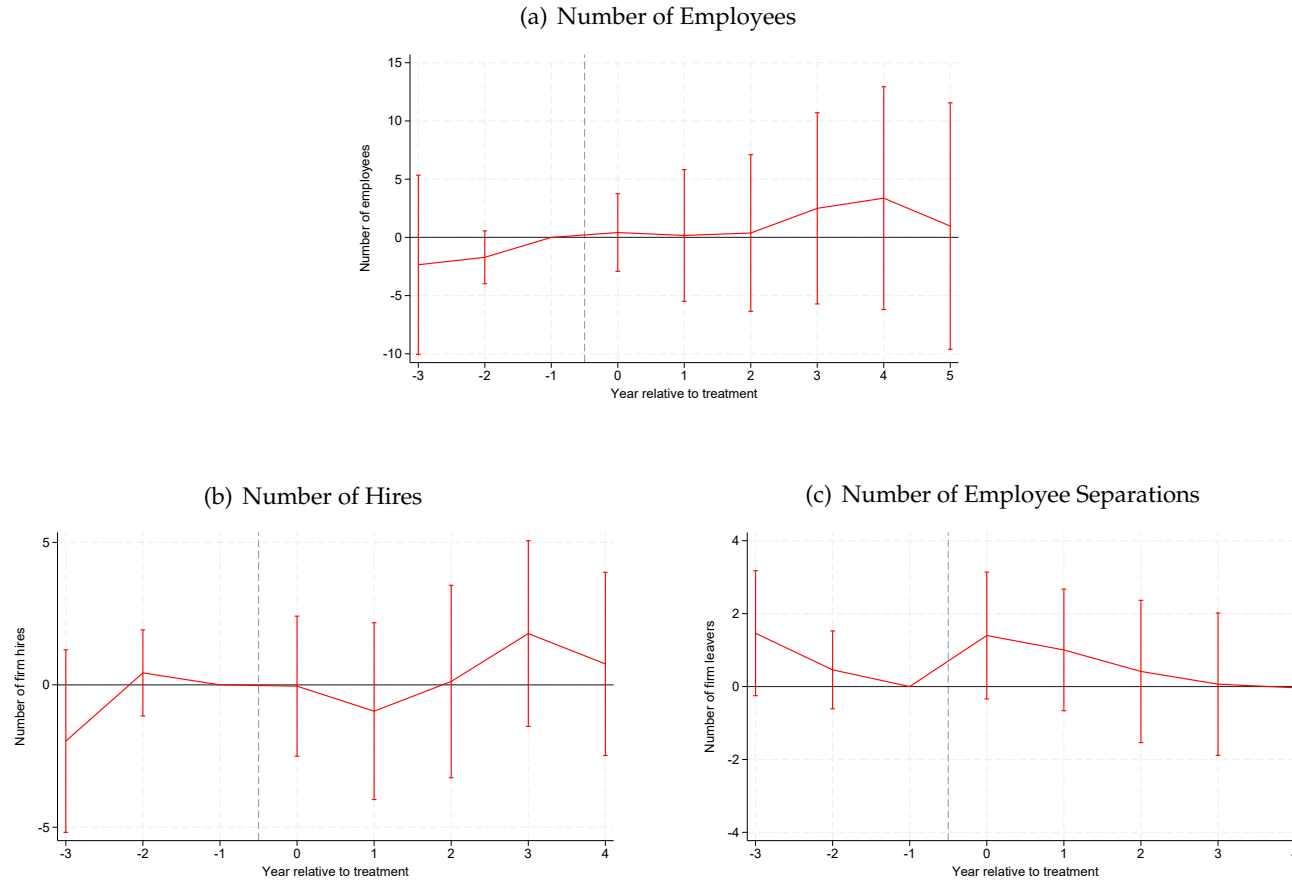 (a) Number of Employees
15
10
5
0
-5
-10
Number of employees
-3 -2 -1 0 1 2 3 4 5
Year relative to treatment
(b) Number of Hires
5
0
-5
Number of firm hires
-3 -2 -1 0 1 2 3 4
Year relative to treatment
(c) Number of Employee Separations
4
2
0
-2
-4
Number of firm leavers
-3 -2 -1 0 1 2 3
Year relative to treatment